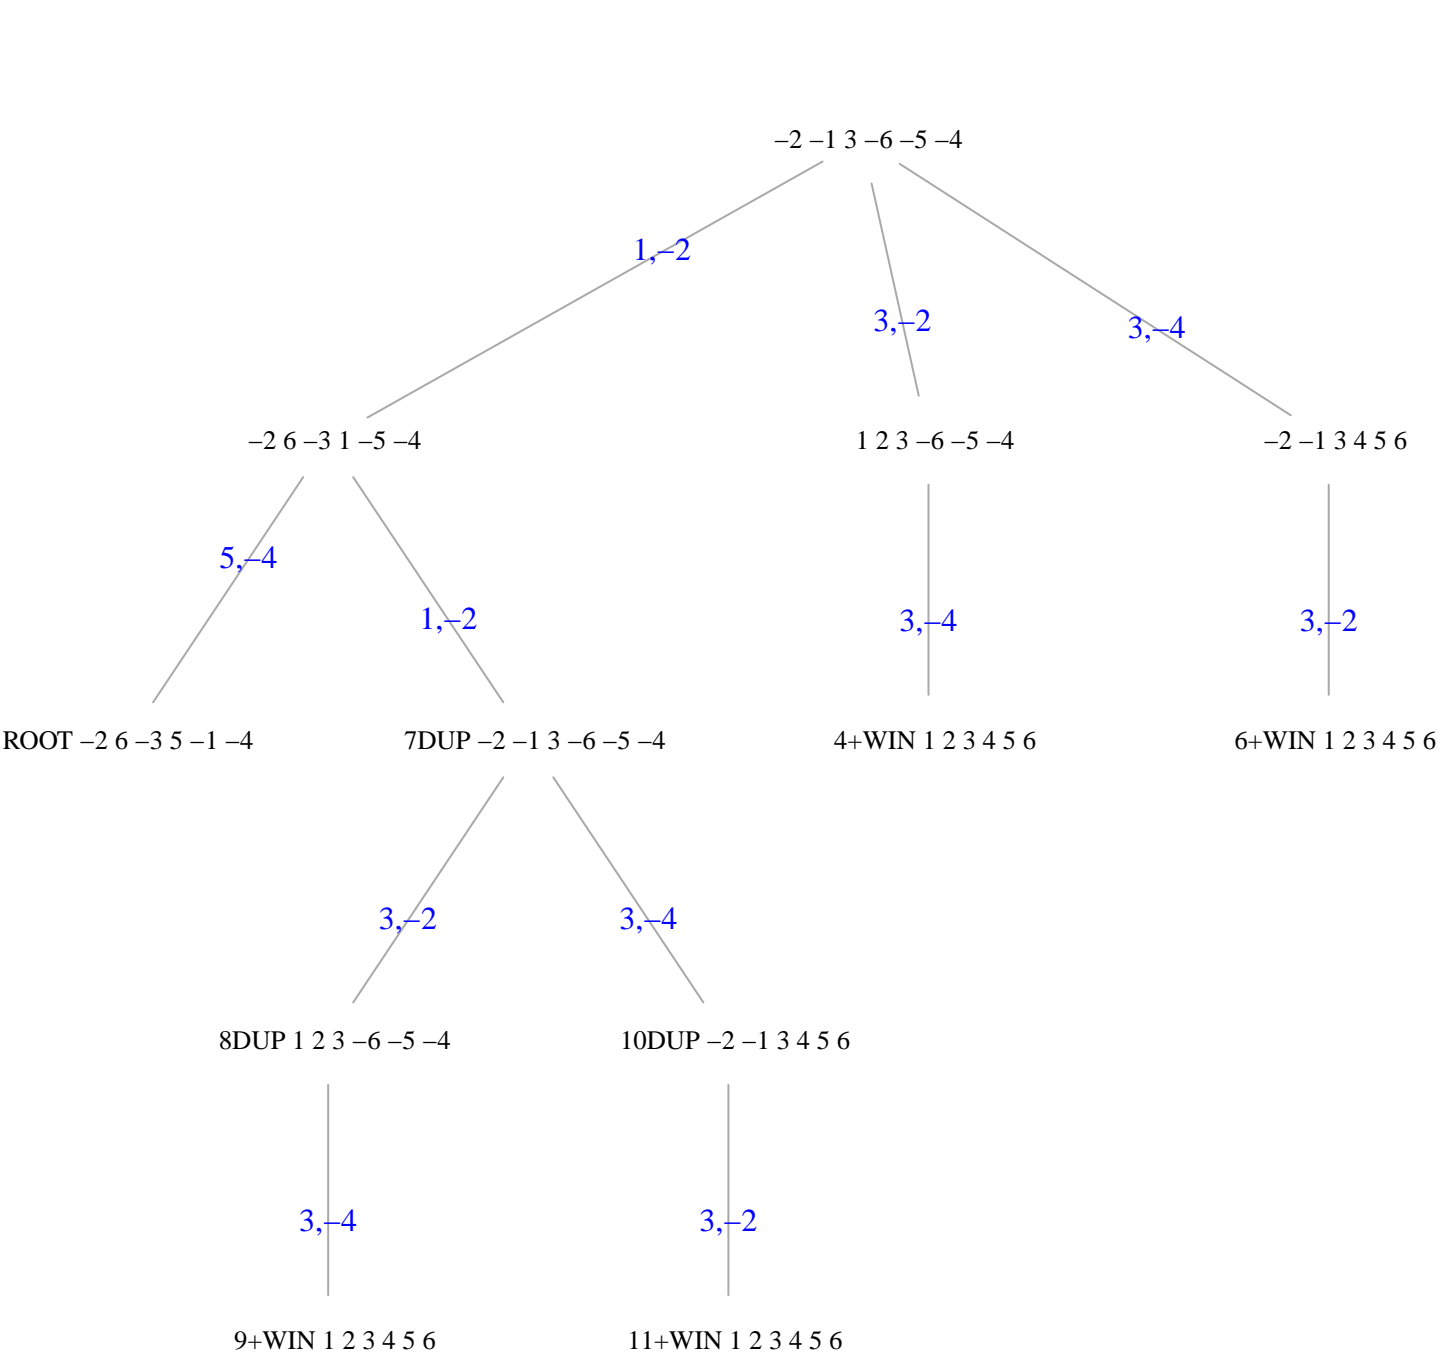 –2 –1 3 –6 –5 –4
1,–2
3,–2
3,–4
–2 6 –3 1 –5 –4
1 2 3 –6 –5 –4
–2 –1 3 4 5 6
5,–4
1,–2
3,–4
3,–2
ROOT –2 6 –3 5 –1 –4
7DUP –2 –1 3 –6 –5 –4
4+WIN 1 2 3 4 5 6
6+WIN 1 2 3 4 5 6
3,–2
3,–4
8DUP 1 2 3 –6 –5 –4
10DUP –2 –1 3 4 5 6
3,–4
3,–2
9+WIN 1 2 3 4 5 6
11+WIN 1 2 3 4 5 6